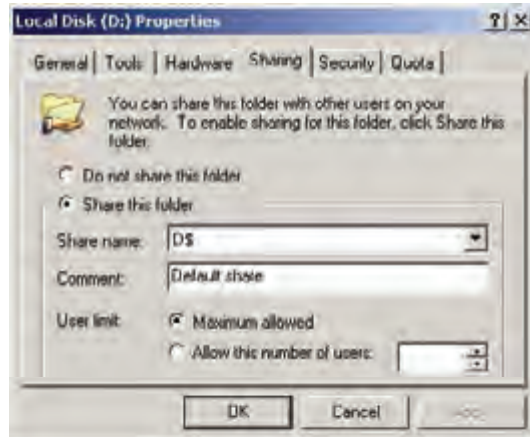 Local Disk (D:) Properties
General Tools Hardware Sharing Security Quota
You can share this folder with other users on your
network. To enable sharing for this folder, click Share this
folder.
Do not share this folder
Share this folder
Share name: D$
Comment: Default share
User limit: Maximum allowed
Allow this number of users:
OK Cancel